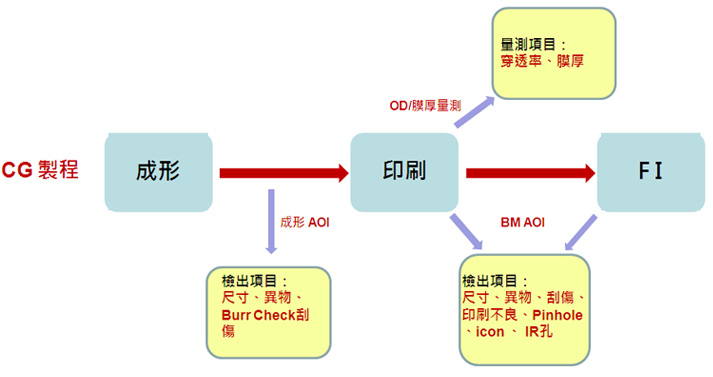 量測項目：
穿透率、膜厚
OD/膜厚量測
CG 製程
成形
印刷
F I
成形 AOI
BM AOI
檢出項目：
尺寸、異物、
Burr Check刮
傷
檢出項目：
尺寸、異物、刮傷、
印刷不良、Pinhole
、icon 、 IR孔